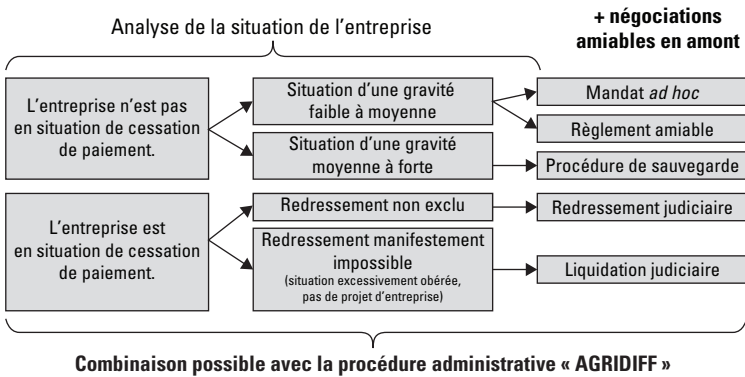 Analyse de la situation de l'entreprise
+ négociations
amiables en amont
L'entreprise n'est pas
en situation de cessation
de paiement.
Situation d'une gravité
faible à moyenne
Situation d'une gravité
moyenne à forte
Mandat ad hoc
Règlement amiable
Procédure de sauvegarde
L'entreprise est
en situation de cessation
de paiement.
Redressement non exclu
Redressement manifestement
impossible
(situation excessivement obérée,
pas de projet d'entreprise)
Redressement judiciaire
Liquidation judiciaire
Combinaison possible avec la procédure administrative « AGRIDIFF »